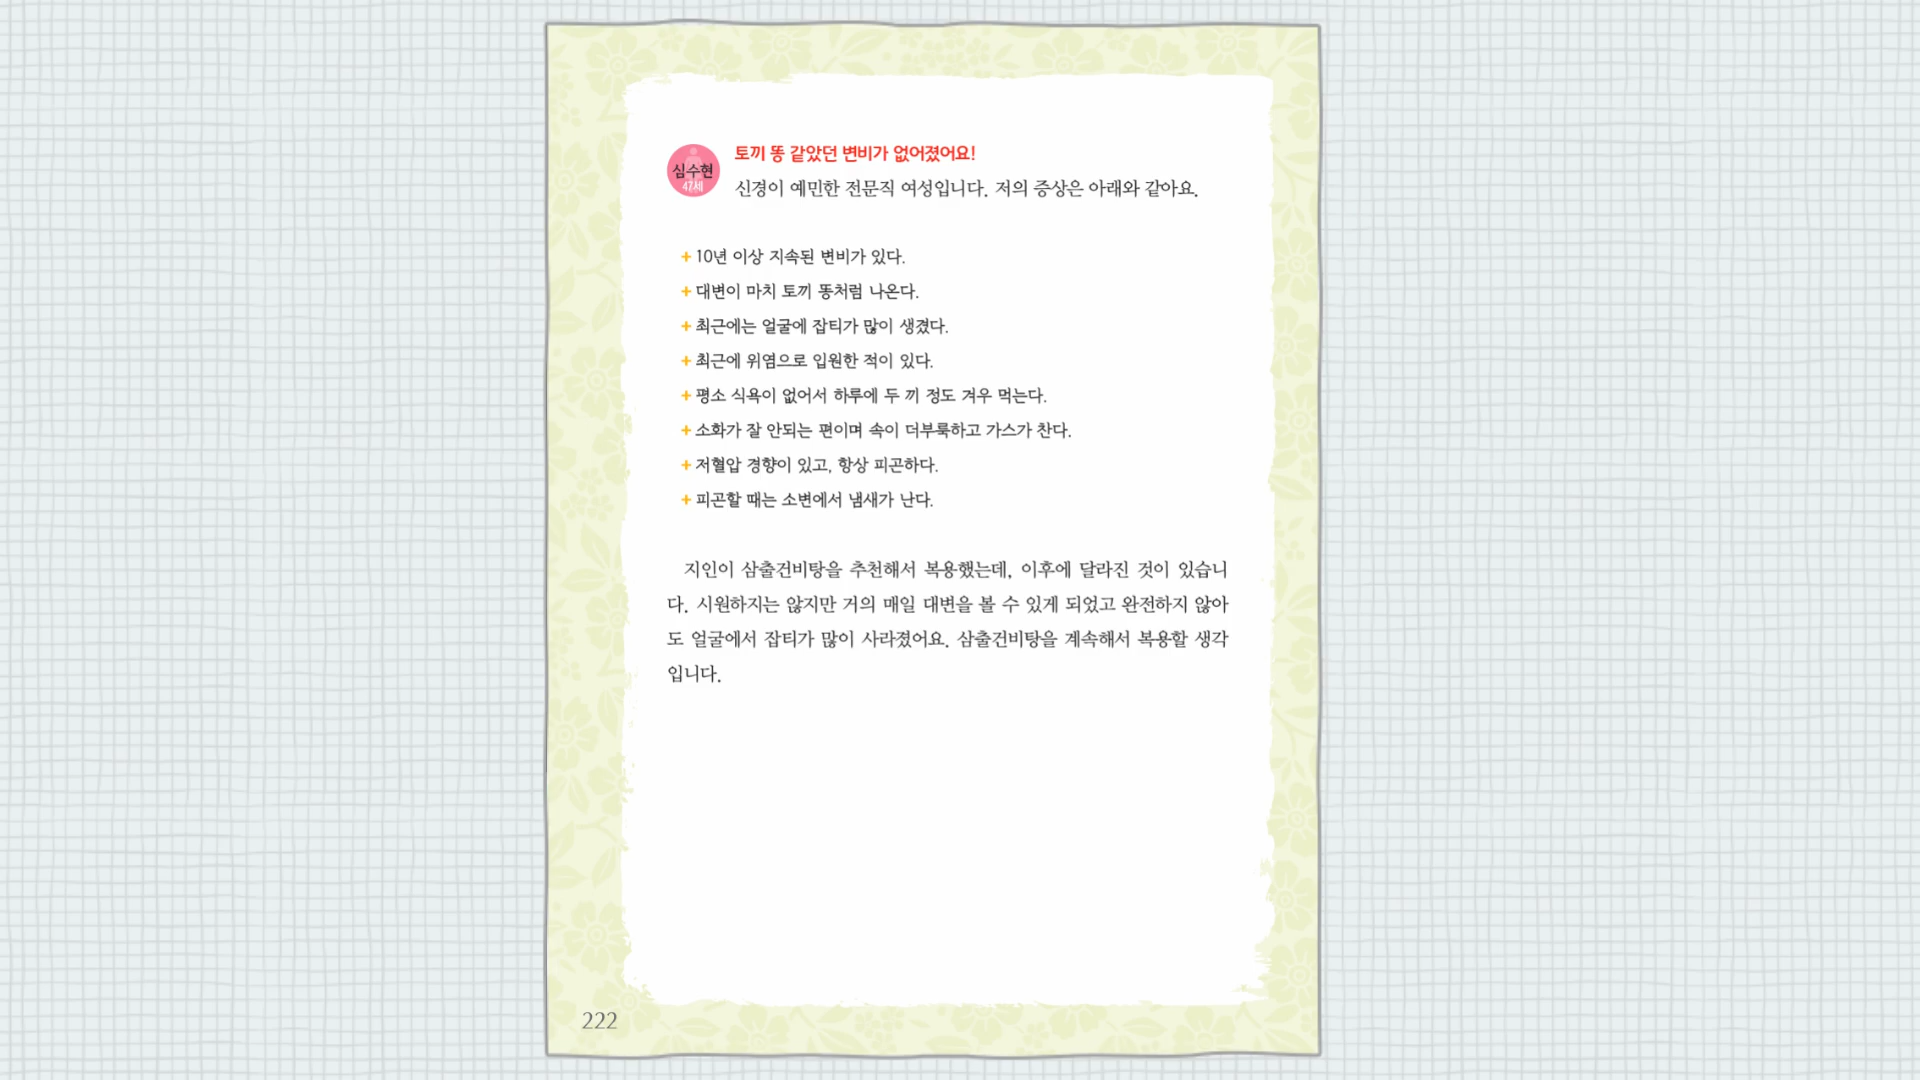 토끼 똥 같았던 변비가 없어졌어요!
심수현
47세
신경이 예민한 전문직 여성입니다. 저의 증상은 아래와 같아요.
+ 10년 이상 지속된 변비가 있다.
+ 대변이 마치 토끼 똥처럼 나온다.
+ 최근에는 얼굴에 잡티가 많이 생겼다.
+ 최근에 위염으로 입원한 적이 있다.
+ 평소 식욕이 없어서 하루에 두 끼 정도 겨우 먹는다.
+ 소화가 잘 안되는 편이며 속이 더부룩하고 가스가 찬다.
+ 저혈압 경향이 있고, 항상 피곤하다.
+ 피곤할 때는 소변에서 냄새가 난다.
지인이 삼출건비탕을 추천해서 복용했는데, 이후에 달라진 것이 있습니
다. 시원하지는 않지만 거의 매일 대변을 볼 수 있게 되었고 완전하지 않아
도 얼굴에서 잡티가 많이 사라졌어요. 삼출건비탕을 계속해서 복용할 생각
입니다.
222